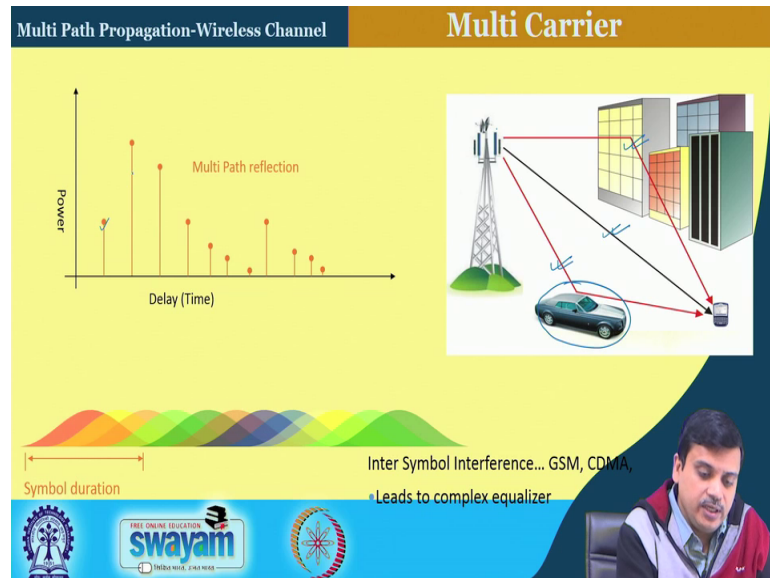 Multi Path Propagation-Wireless Channel
Multi Carrier
Multi Path reflection
Power
Delay (Time)
Inter Symbol Interference... GSM, CDMA,
•Leads to complex equalizer
Symbol duration
FREE ONLINE EDUCATION
swayam